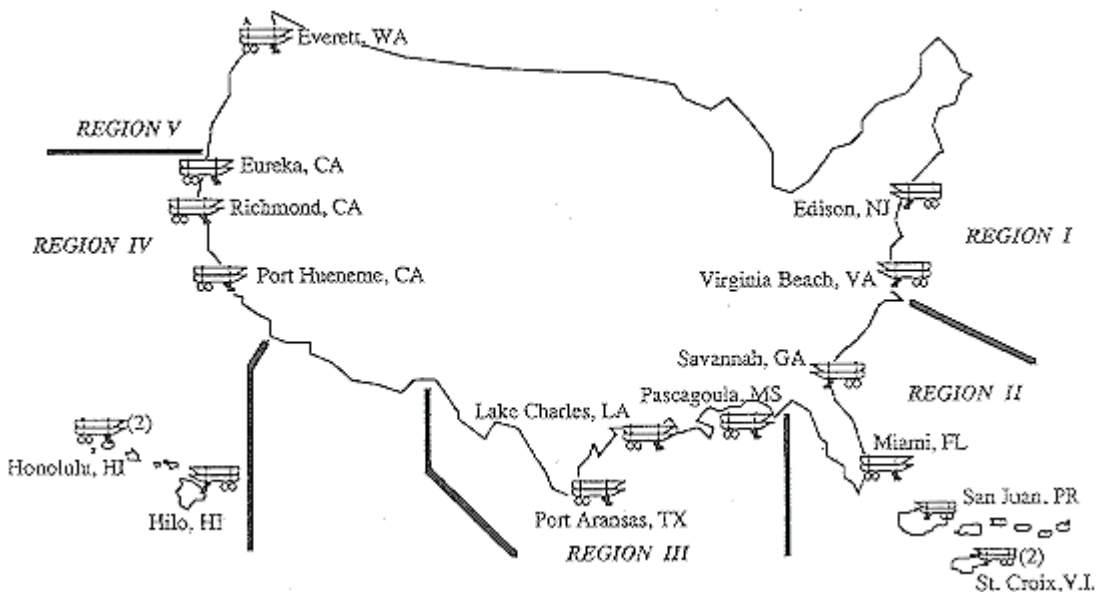 Everett, WA
REGION V
Eureka, CA
Richmond, CA
Edison, NJ
REGION IV
REGION I
Port Hueneme, CA
Virginia Beach, VA
Savannah, GA
Pascagoula, MS
REGION II
Lake Charles, LA
(2)
Miami, FL
Honolulu, HI
San Juan, PR
Hilo, HI
Port Aransas, TX
REGION III
(2)
St. Croix, V.I.